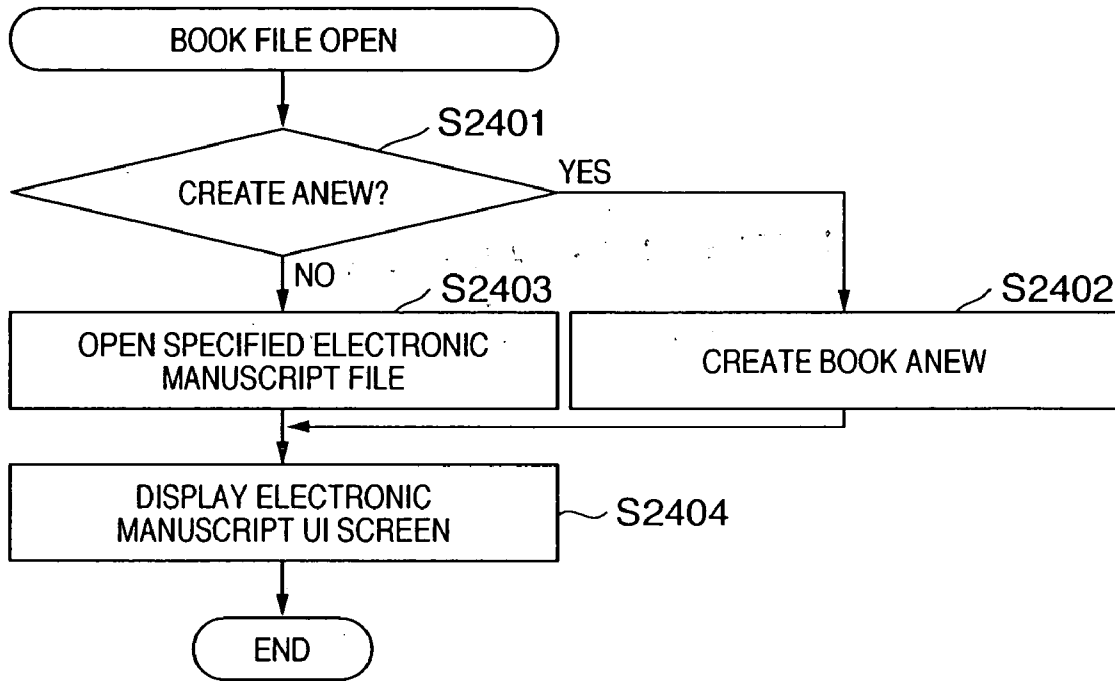 BOOK FILE OPEN
S2401
CREATE ANEW?
YES
NO
S2403
S2402
OPEN SPECIFIED ELECTRONIC
MANUSCRIPT FILE
CREATE BOOK ANEW
DISPLAY ELECTRONIC
MANUSCRIPT UI SCREEN
S2404
END